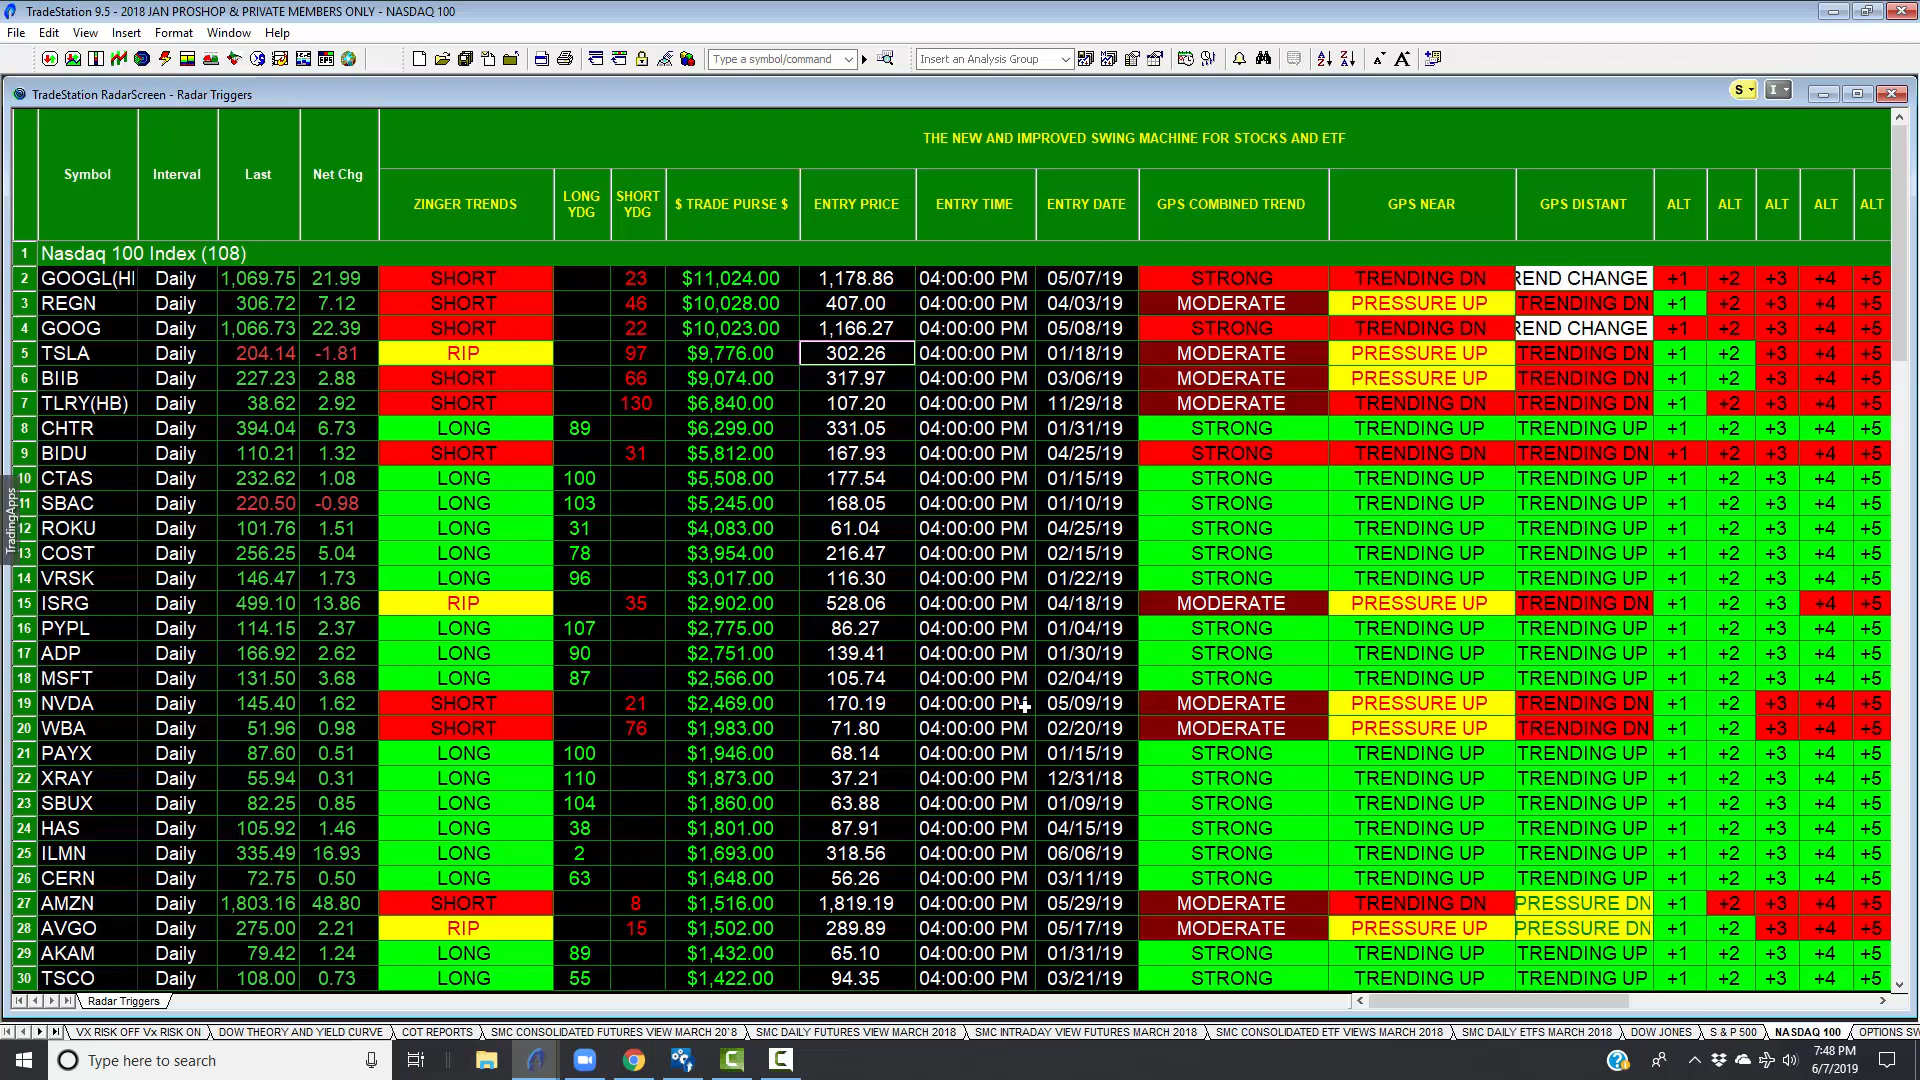 TradeStation 9.5 - 2018 JAN PROSHOP & PRIVATE MEMBERS ONLY - NASDAQ 100
File Edit View Insert Format Window Help
Type a symbol/command Insert an Analysis Group
TradeStation RadarScreen - Radar Triggers S I
THE NEW AND IMPROVED SWING MACHINE FOR STOCKS AND ETF
Symbol Interval Last Net Chg ZINGER TRENDS LONG YDG SHORT YDG $ TRADE PURSE $ ENTRY PRICE ENTRY TIME ENTRY DATE GPS COMBINED TREND GPS NEAR GPS DISTANT ALT ALT ALT ALT ALT
1 Nasdaq 100 Index (108)
2 GOOGL(HI Daily 1,069.75 21.99 SHORT 23 $11,024.00 1,178.86 04:00:00 PM 05/07/19 STRONG TRENDING DN REND CHANGE +1 +2 +3 +4 +5
3 REGN Daily 306.72 7.12 SHORT 46 $10,028.00 407.00 04:00:00 PM 04/03/19 MODERATE PRESSURE UP TRENDING DN +1 +2 +3 +4 +5
4 GOOG Daily 1,066.73 22.39 SHORT 22 $10,023.00 1,166.27 04:00:00 PM 05/08/19 STRONG TRENDING DN REND CHANGE +1 +2 +3 +4 +5
5 TSLA Daily 204.14 -1.81 RIP 97 $9,776.00 302.26 04:00:00 PM 01/18/19 MODERATE PRESSURE UP TRENDING DN +1 +2 +3 +4 +5
6 BIIB Daily 227.23 2.88 SHORT 66 $9,074.00 317.97 04:00:00 PM 03/06/19 MODERATE PRESSURE UP TRENDING DN +1 +2 +3 +4 +5
7 TLRY(HB) Daily 38.62 2.92 SHORT 130 $6,840.00 107.20 04:00:00 PM 11/29/18 MODERATE TRENDING DN TRENDING DN +1 +2 +3 +4 +5
8 CHTR Daily 394.04 6.73 LONG 89 $6,299.00 331.05 04:00:00 PM 01/31/19 STRONG TRENDING UP TRENDING UP +1 +2 +3 +4 +5
9 BIDU Daily 110.21 1.32 SHORT 31 $5,812.00 167.93 04:00:00 PM 04/25/19 STRONG TRENDING DN TRENDING DN +1 +2 +3 +4 +5
10 CTAS Daily 232.62 1.08 LONG 100 $5,508.00 177.54 04:00:00 PM 01/15/19 STRONG TRENDING UP TRENDING UP +1 +2 +3 +4 +5
11 SBAC Daily 220.50 -0.98 LONG 103 $5,245.00 168.05 04:00:00 PM 01/10/19 STRONG TRENDING UP TRENDING UP +1 +2 +3 +4 +5
12 ROKU Daily 101.76 1.51 LONG 31 $4,083.00 61.04 04:00:00 PM 04/25/19 STRONG TRENDING UP TRENDING UP +1 +2 +3 +4 +5
13 COST Daily 256.25 5.04 LONG 78 $3,954.00 216.47 04:00:00 PM 02/15/19 STRONG TRENDING UP TRENDING UP +1 +2 +3 +4 +5
14 VRSK Daily 146.47 1.73 LONG 96 $3,017.00 116.30 04:00:00 PM 01/22/19 STRONG TRENDING UP TRENDING UP +1 +2 +3 +4 +5
15 ISRG Daily 499.10 13.86 RIP 35 $2,902.00 528.06 04:00:00 PM 04/18/19 MODERATE PRESSURE UP TRENDING DN +1 +2 +3 +4 +5
16 PYPL Daily 114.15 2.37 LONG 107 $2,775.00 86.27 04:00:00 PM 01/04/19 STRONG TRENDING UP TRENDING UP +1 +2 +3 +4 +5
17 ADP Daily 166.92 2.62 LONG 90 $2,751.00 139.41 04:00:00 PM 01/30/19 STRONG TRENDING UP TRENDING UP +1 +2 +3 +4 +5
18 MSFT Daily 131.50 3.68 LONG 87 $2,566.00 105.74 04:00:00 PM 02/04/19 STRONG TRENDING UP TRENDING UP +1 +2 +3 +4 +5
19 NVDA Daily 145.40 1.62 SHORT 21 $2,469.00 170.19 04:00:00 PM 05/09/19 MODERATE PRESSURE UP TRENDING DN +1 +2 +3 +4 +5
20 WBA Daily 51.96 0.98 SHORT 76 $1,983.00 71.80 04:00:00 PM 02/20/19 MODERATE PRESSURE UP TRENDING DN +1 +2 +3 +4 +5
21 PAYX Daily 87.60 0.51 LONG 100 $1,946.00 68.14 04:00:00 PM 01/15/19 STRONG TRENDING UP TRENDING UP +1 +2 +3 +4 +5
22 XRAY Daily 55.94 0.31 LONG 110 $1,873.00 37.21 04:00:00 PM 12/31/18 STRONG TRENDING UP TRENDING UP +1 +2 +3 +4 +5
23 SBUX Daily 82.25 0.85 LONG 104 $1,860.00 63.88 04:00:00 PM 01/09/19 STRONG TRENDING UP TRENDING UP +1 +2 +3 +4 +5
24 HAS Daily 105.92 1.46 LONG 38 $1,801.00 87.91 04:00:00 PM 04/15/19 STRONG TRENDING UP TRENDING UP +1 +2 +3 +4 +5
25 ILMN Daily 335.49 16.93 LONG 2 $1,693.00 318.56 04:00:00 PM 06/06/19 STRONG TRENDING UP TRENDING UP +1 +2 +3 +4 +5
26 CERN Daily 72.75 0.50 LONG 63 $1,648.00 56.26 04:00:00 PM 03/11/19 STRONG TRENDING UP TRENDING UP +1 +2 +3 +4 +5
27 AMZN Daily 1,803.16 48.80 SHORT 8 $1,516.00 1,819.19 04:00:00 PM 05/29/19 MODERATE TRENDING DN PRESSURE DN +1 +2 +3 +4 +5
28 AVGO Daily 275.00 2.21 RIP 15 $1,502.00 289.89 04:00:00 PM 05/17/19 MODERATE PRESSURE UP PRESSURE DN +1 +2 +3 +4 +5
29 AKAM Daily 79.42 1.24 LONG 89 $1,432.00 65.10 04:00:00 PM 01/31/19 STRONG TRENDING UP TRENDING UP +1 +2 +3 +4 +5
30 TSCO Daily 108.00 0.73 LONG 55 $1,422.00 94.35 04:00:00 PM 03/21/19 STRONG TRENDING UP TRENDING UP +1 +2 +3 +4 +5
TradingApps
Radar Triggers
VX RISK OFF Vx RISK ON DOW THEORY AND YIELD CURVE COT REPORTS SMC CONSOLIDATED FUTURES VIEW MARCH 20'8 SMC DAILY FUTURES VIEW MARCH 2018 SMC INTRADAY VIEW FUTURES MARCH 2018 SMC CONSOLIDATED ETF VIEWS MARCH 2018 SMC DAILY ETFS MARCH 2018 DOW JONES S & P 500 NASDAQ 100 OPTIONS SW
Type here to search
7:48 PM
6/7/2019